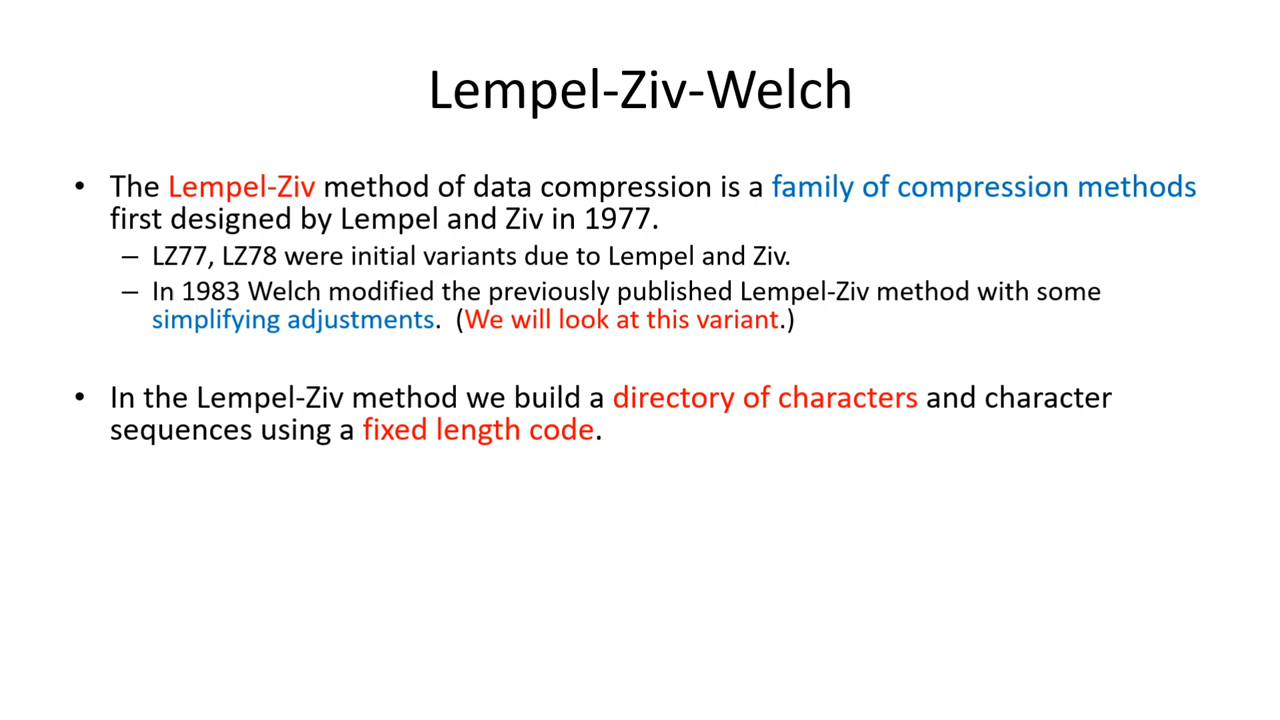 Lempel-Ziv-Welch
• The Lempel-Ziv method of data compression is a family of compression methods
first designed by Lempel and Ziv in 1977.
– LZ77, LZ78 were initial variants due to Lempel and Ziv.
– In 1983 Welch modified the previously published Lempel-Ziv method with some
simplifying adjustments.  (We will look at this variant.)
• In the Lempel-Ziv method we build a directory of characters and character
sequences using a fixed length code.